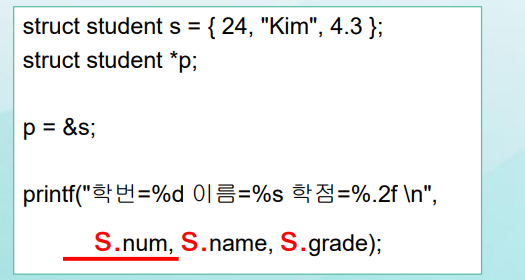 struct student s = { 24, "Kim", 4.3 };
struct student *p;
p = &s;
printf("학번=%d 이름=%s 학점=%.2f \n",
S.num, S.name, S.grade);